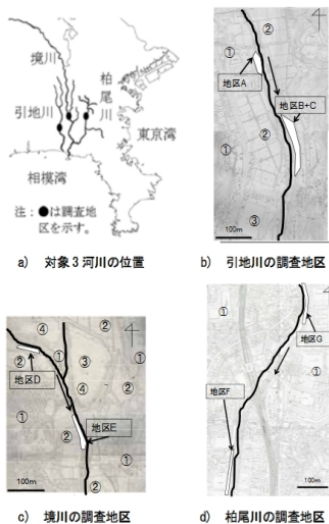 境川
柏尾川
引地川
東京湾
相模湾
注：●は調査地
区を示す。
a) 対象3河川の位置
②
①
地区A
地区B+C
②
①
③
100m
b) 引地川の調査地区
④
②
②
①
③
①
地区D
④
地区E
②
②
①
①
100m
c) 境川の調査地区
①
地区G
①
地区F
①
①
100m
d) 柏尾川の調査地区